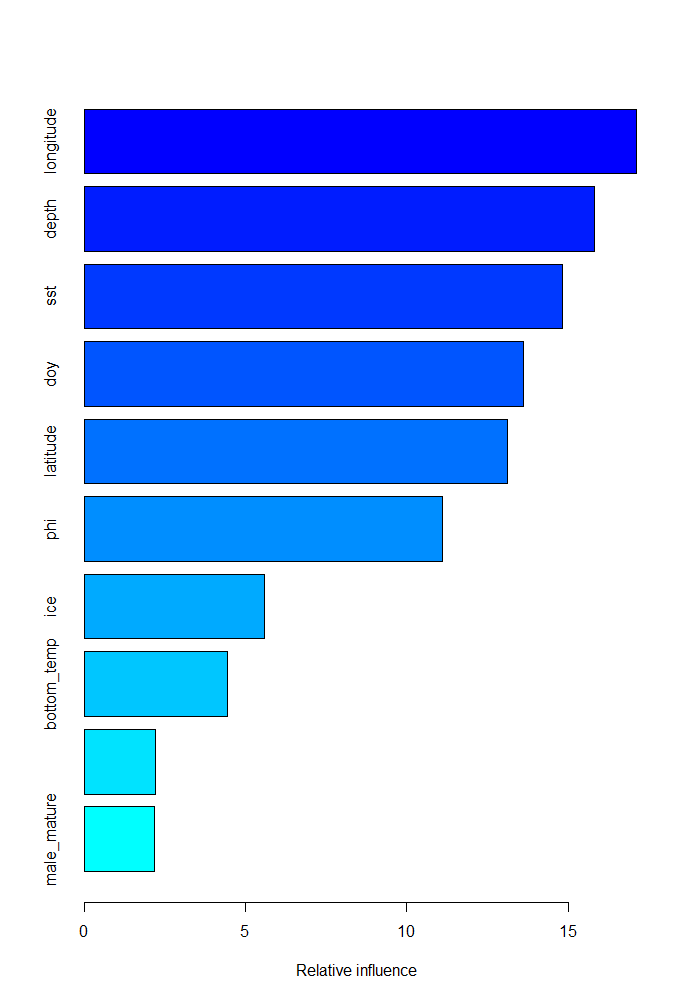 longitude
depth
sst
doy
latitude
phi
ice
bottom_temp
male_mature
0 5 10 15
Relative influence